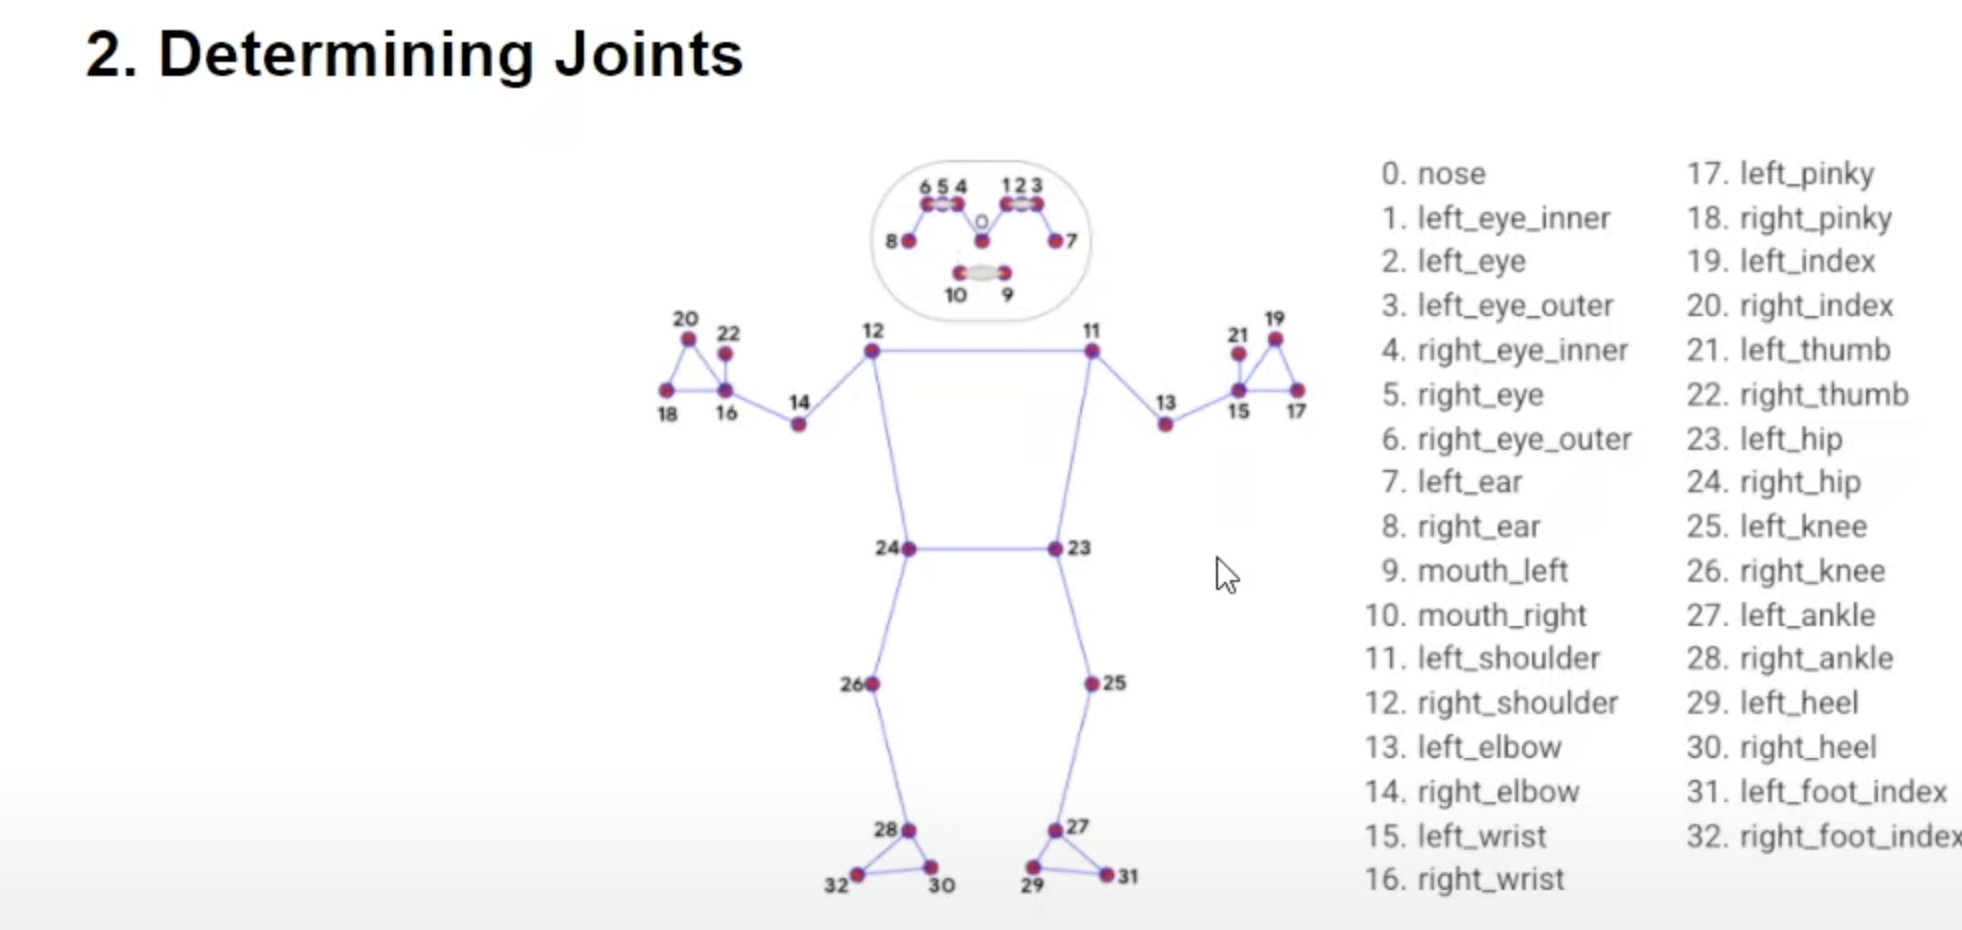 2. Determining Joints
6 5 4 1 2 3
0
8 7
10 9
20 22 12 11 21 19
18 16 14 13 15 17
24 23
26 25
28 27
32 30 29 31
0. nose
1. left_eye_inner
2. left_eye
3. left_eye_outer
4. right_eye_inner
5. right_eye
6. right_eye_outer
7. left_ear
8. right_ear
9. mouth_left
10. mouth_right
11. left_shoulder
12. right_shoulder
13. left_elbow
14. right_elbow
15. left_wrist
16. right_wrist
17. left_pinky
18. right_pinky
19. left_index
20. right_index
21. left_thumb
22. right_thumb
23. left_hip
24. right_hip
25. left_knee
26. right_knee
27. left_ankle
28. right_ankle
29. left_heel
30. right_heel
31. left_foot_index
32. right_foot_index